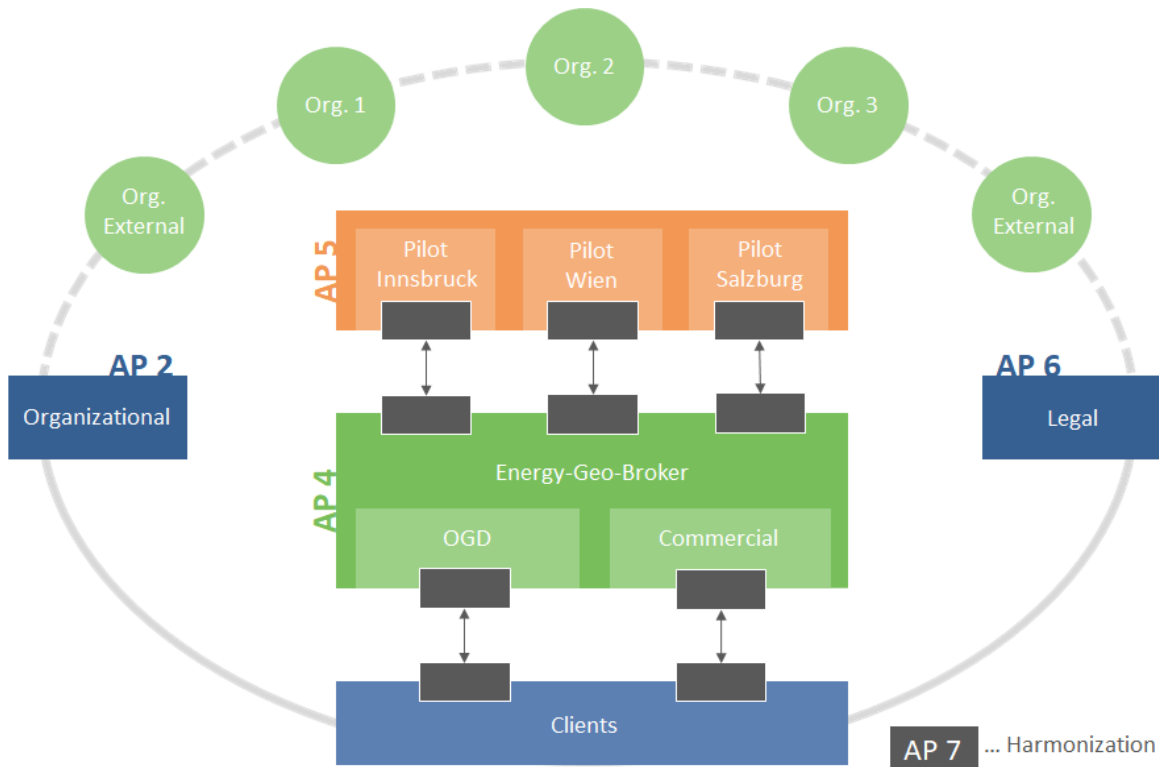 Org. 2
Org. 1
Org. 3
Org.
External
Org.
External
AP 5
Pilot
Innsbruck
Pilot
Wien
Pilot
Salzburg
AP 2
Organizational
AP 6
Legal
AP 4
Energy-Geo-Broker
OGD
Commercial
Clients
AP 7 ... Harmonization